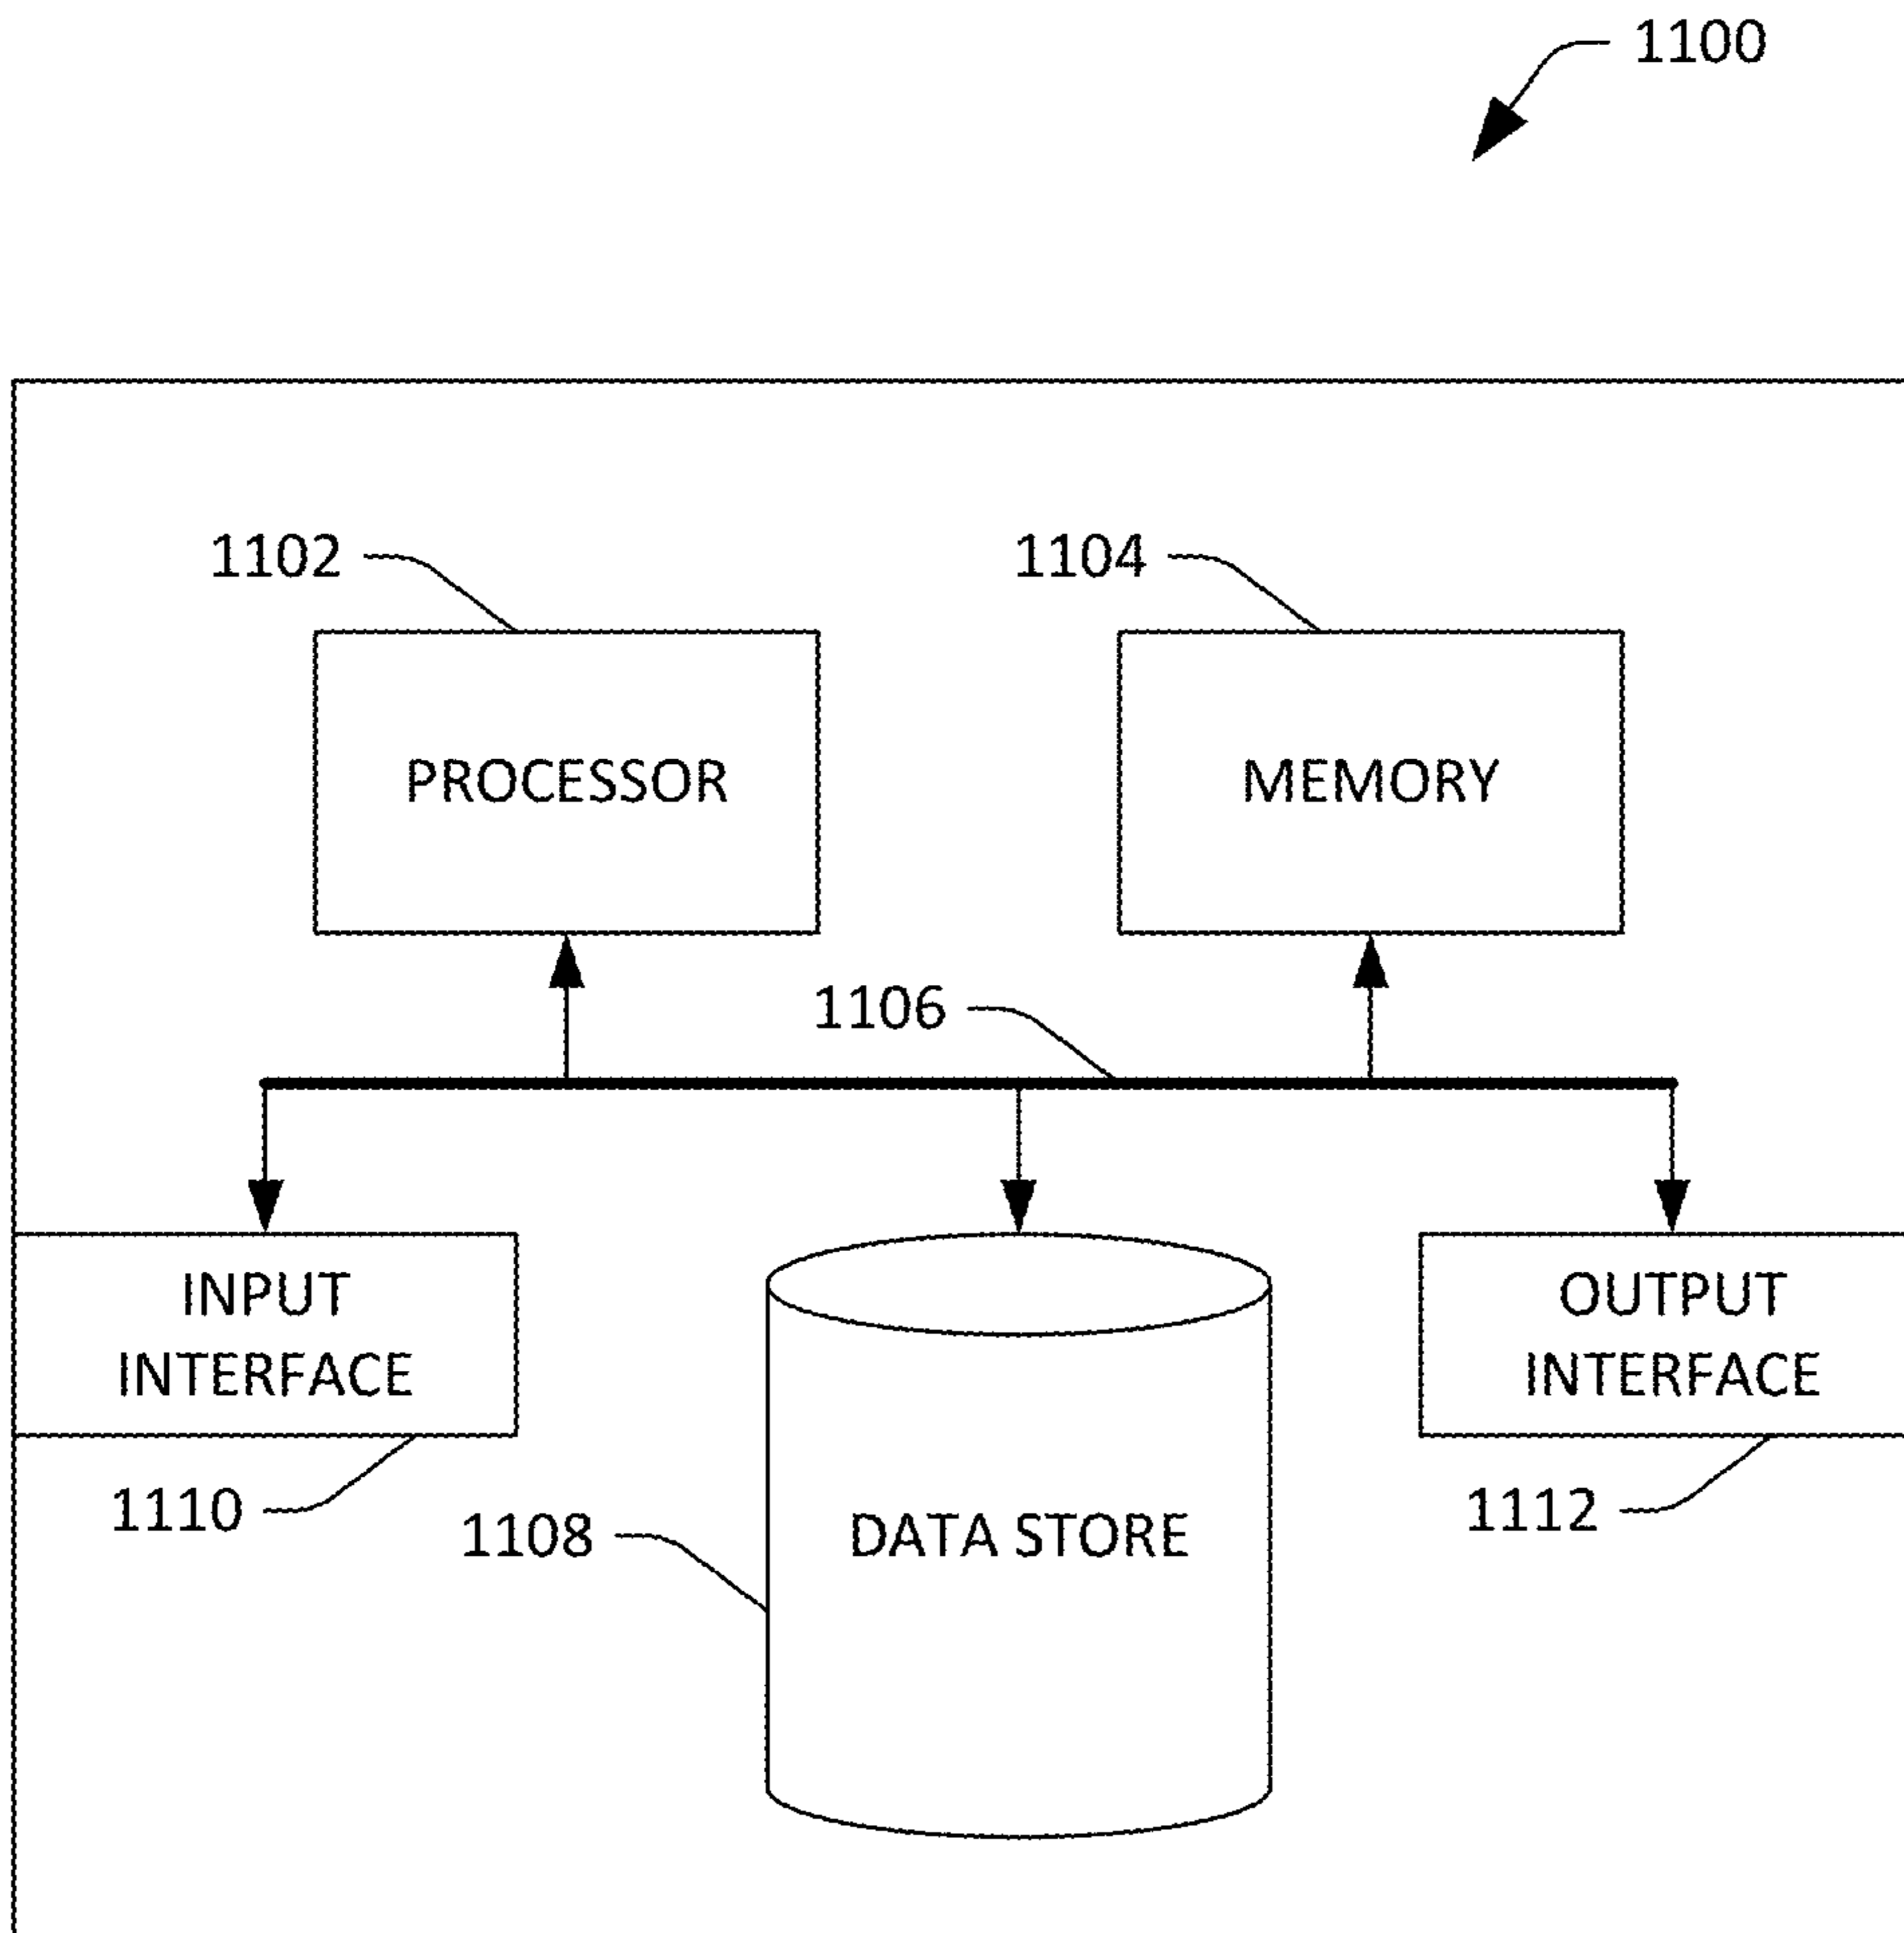 1100
1102
1104
PROCESSOR
MEMORY
1106
INPUT
INTERFACE
OUTPUT
INTERFACE
1110
1108
DATA STORE
1112